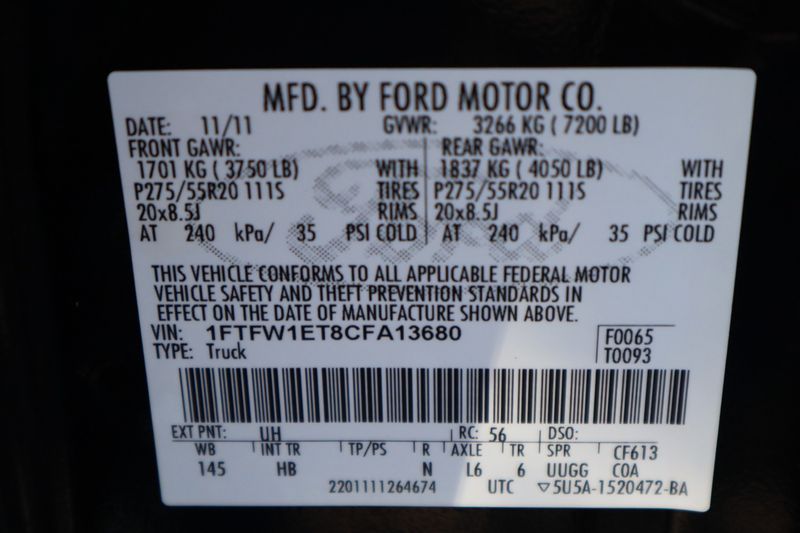 MFD. BY FORD MOTOR CO.
DATE: 11/11 GVWR: 3266 KG ( 7200 LB)
FRONT GAWR: REAR GAWR:
1701 KG ( 3750 LB) WITH 1837 KG ( 4050 LB) WITH
P275/55R20 111S TIRES P275/55R20 111S TIRES
20x8.5J RIMS 20x8.5J RIMS
AT 240 kPa/ 35 PSI COLD AT 240 kPa/ 35 PSI COLD
THIS VEHICLE CONFORMS TO ALL APPLICABLE FEDERAL MOTOR
VEHICLE SAFETY AND THEFT PREVENTION STANDARDS IN
EFFECT ON THE DATE OF MANUFACTURE SHOWN ABOVE.
VIN: 1FTFW1ET8CFA13680 F0065
TYPE: Truck T0093
EXT PNT: UH RC: 56 DSO:
WB INT TR TP/PS R AXLE TR SPR CF613
145 HB N L6 6 UUGG COA
2201111264674 UTC ▽5U5A-1520472-BA